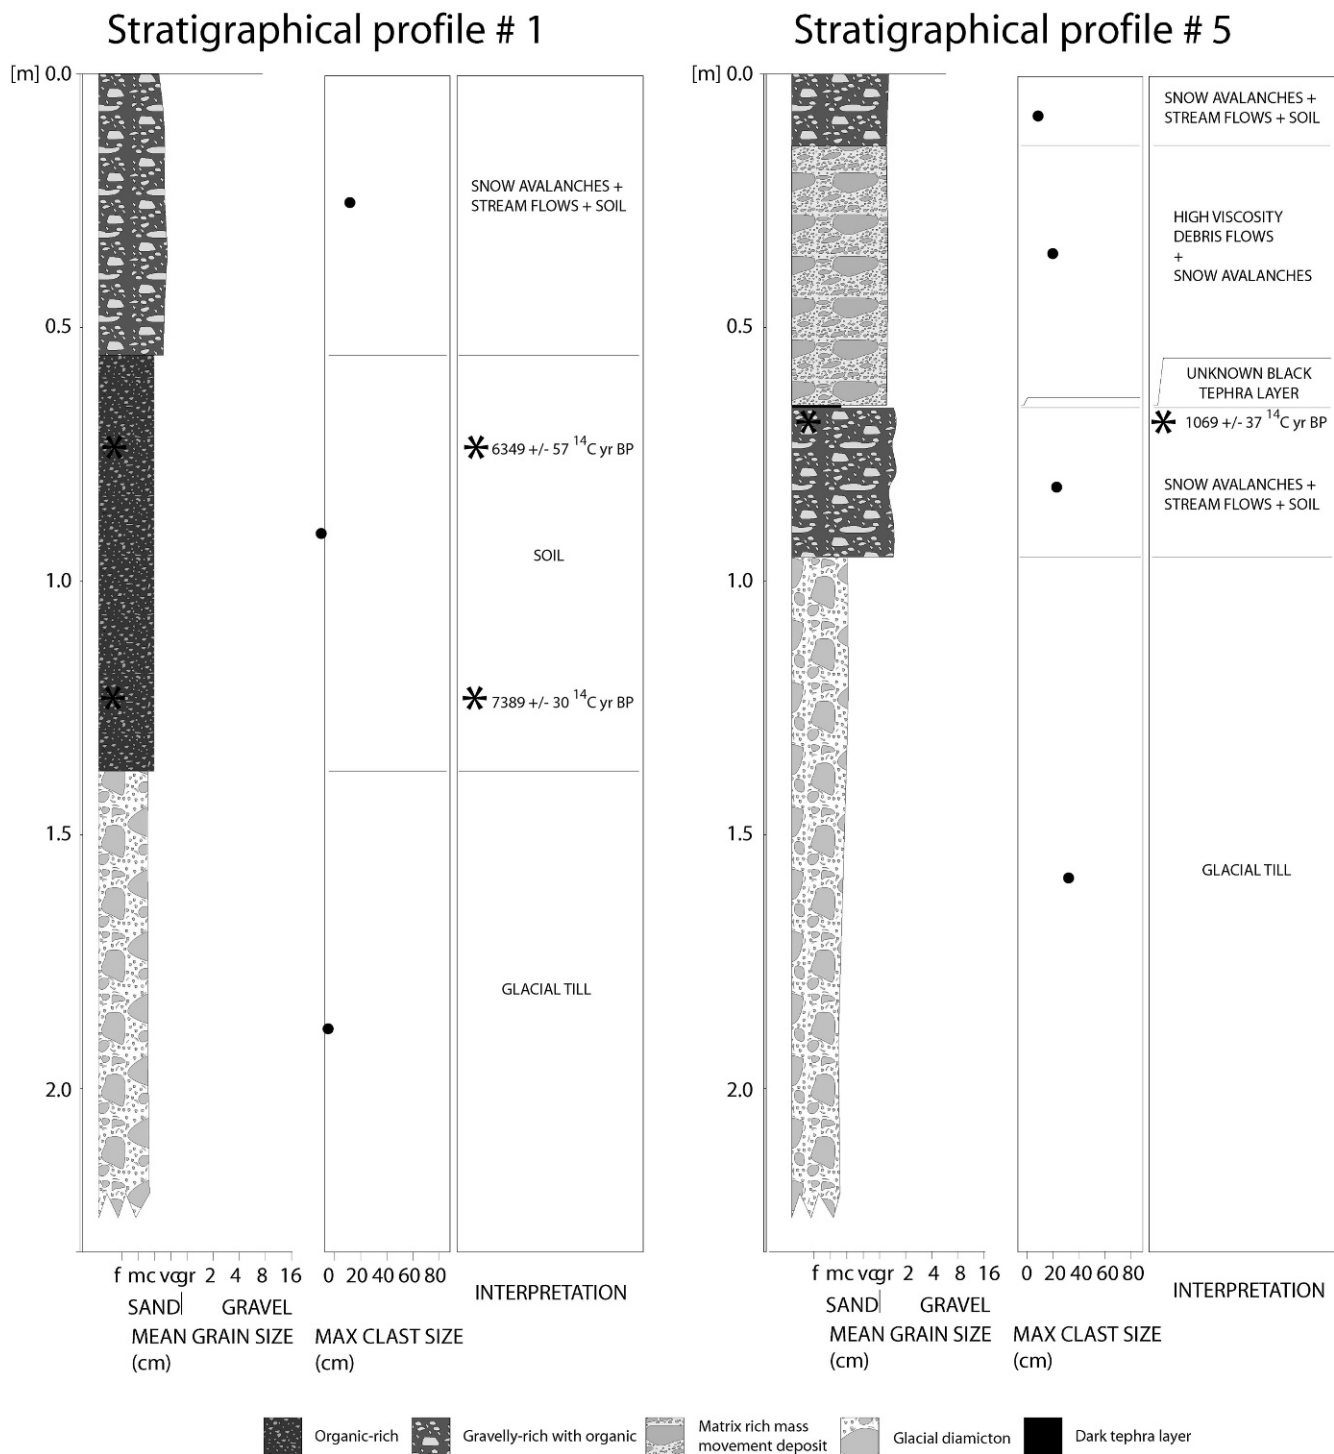 Stratigraphical profile # 1
[m] 0.0
0.5
1.0
1.5
2.0
SNOW AVALANCHES +
STREAM FLOWS + SOIL
6349 +/- 57 14C yr BP
SOIL
7389 +/- 30 14C yr BP
GLACIAL TILL
f mc vcgr 2 4 8 16
SAND GRAVEL
MEAN GRAIN SIZE
(cm)
0 20 40 60 80
MAX CLAST SIZE
(cm)
INTERPRETATION
Stratigraphical profile # 5
[m] 0.0
0.5
1.0
1.5
2.0
SNOW AVALANCHES +
STREAM FLOWS + SOIL
HIGH VISCOSITY
DEBRIS FLOWS
+
SNOW AVALANCHES
UNKNOWN BLACK
TEPHRA LAYER
1069 +/- 37 14C yr BP
SNOW AVALANCHES +
STREAM FLOWS + SOIL
GLACIAL TILL
f mc vcgr 2 4 8 16
SAND GRAVEL
MEAN GRAIN SIZE
(cm)
0 20 40 60 80
MAX CLAST SIZE
(cm)
INTERPRETATION
Organic-rich
Gravelly-rich with organic
Matrix rich mass
movement deposit
Glacial diamicton
Dark tephra layer